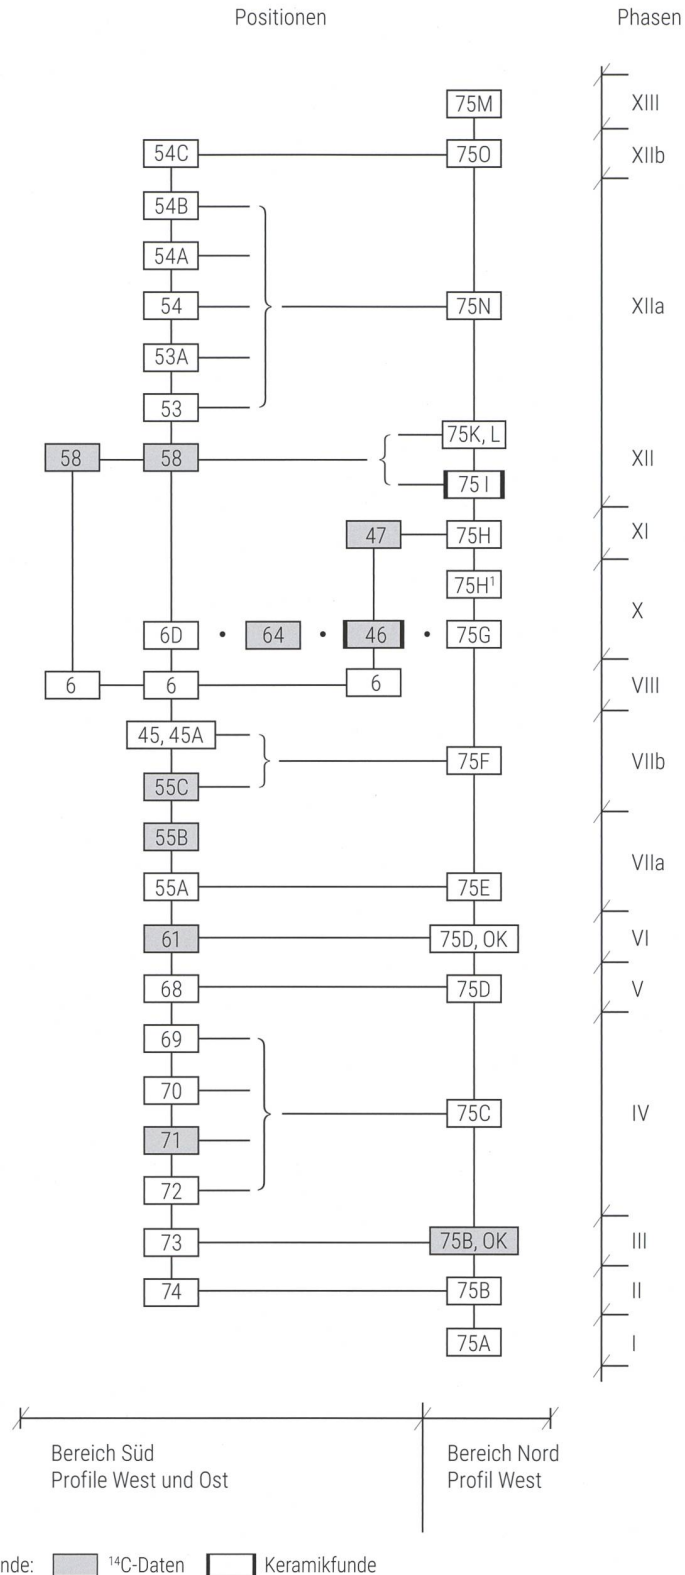 Positionen Phasen
75M XIII
54C 75O XIIb
54B
54A
54 75N XIIa
53A
53
75K, L
58 58 XII
75 I
47 75H XI
75H¹
X
6D 64 46 75G
6 6 6 VIII
45, 45A
75F VIIb
55C
55B
VIIa
55A 75E
61 75D, OK VI
68 75D V
69
70
75C IV
71
72
73 75B, OK III
74 75B II
75A I
Bereich Süd Bereich Nord
Profile West und Ost Profil West
nde: ¹⁴C-Daten Keramikfunde